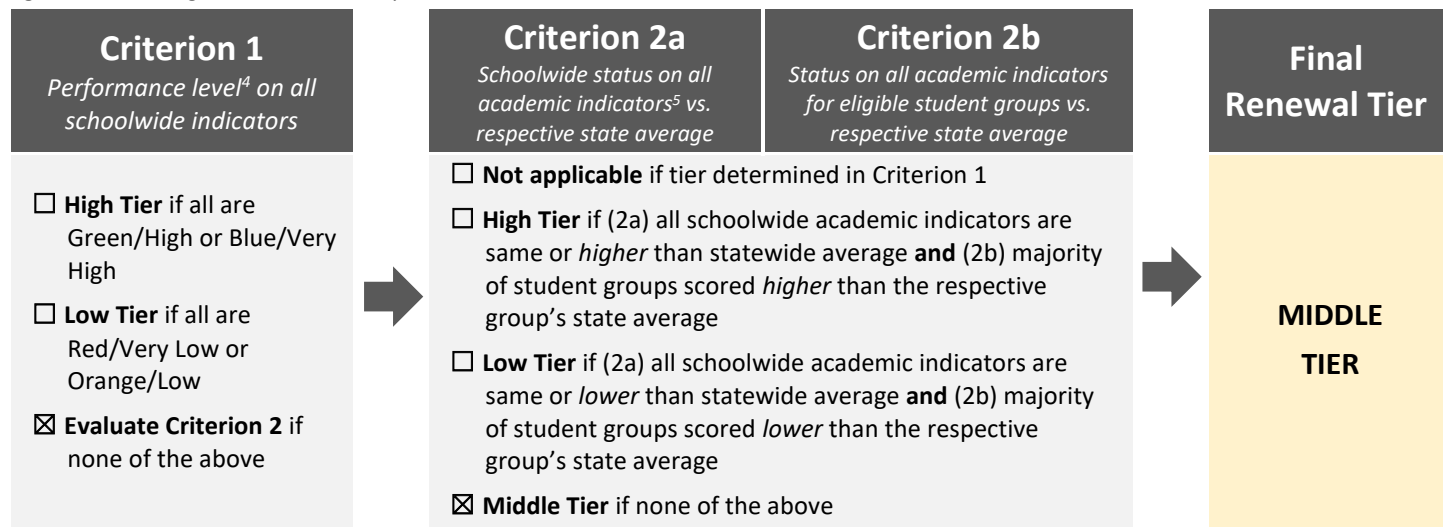 Criterion 1
Performance level4 on all
schoolwide indicators
Criterion 2a
Schoolwide status on all
academic indicators5 vs.
respective state average
Criterion 2b
Status on all academic indicators
for eligible student groups vs.
respective state average
Final
Renewal Tier
☐ High Tier if all are
Green/High or Blue/Very
High
☐ Low Tier if all are
Red/Very Low or
Orange/Low
☒ Evaluate Criterion 2 if
none of the above
☐ Not applicable if tier determined in Criterion 1
☐ High Tier if (2a) all schoolwide academic indicators are
same or higher than statewide average and (2b) majority
of student groups scored higher than the respective
group’s state average
☐ Low Tier if (2a) all schoolwide academic indicators are
same or lower than statewide average and (2b) majority
of student groups scored lower than the respective
group’s state average
☒ Middle Tier if none of the above
MIDDLE
TIER